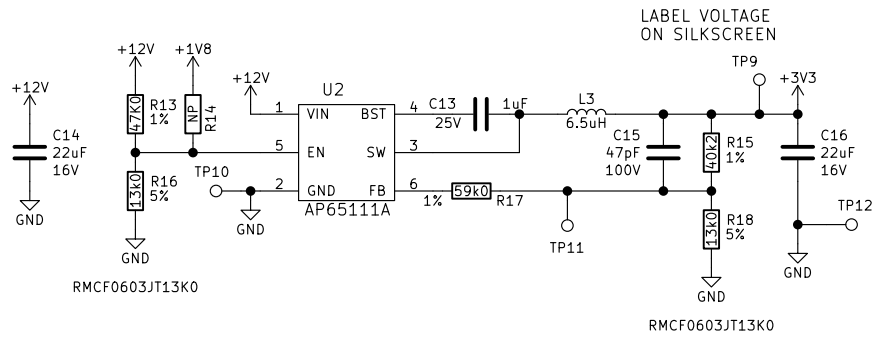 LABEL VOLTAGE
ON SILKSCREEN
TP9
+12V
+1V8
+12V
+12V
+3V3
U2
C14
22uF
16V
GND
47K0
R13
1%
NP
R14
13k0
R16
5%
GND
RMCF0603JT13K0
TP10
GND
1
VIN
BST
4
5
EN
SW
3
2
GND
FB
6
AP65111A
C13
25V
1uF
L3
6.5uH
1%
59k0
R17
TP11
C15
47pF
100V
40k2
R15
1%
13k0
R18
5%
GND
RMCF0603JT13K0
C16
22uF
16V
TP12
GND